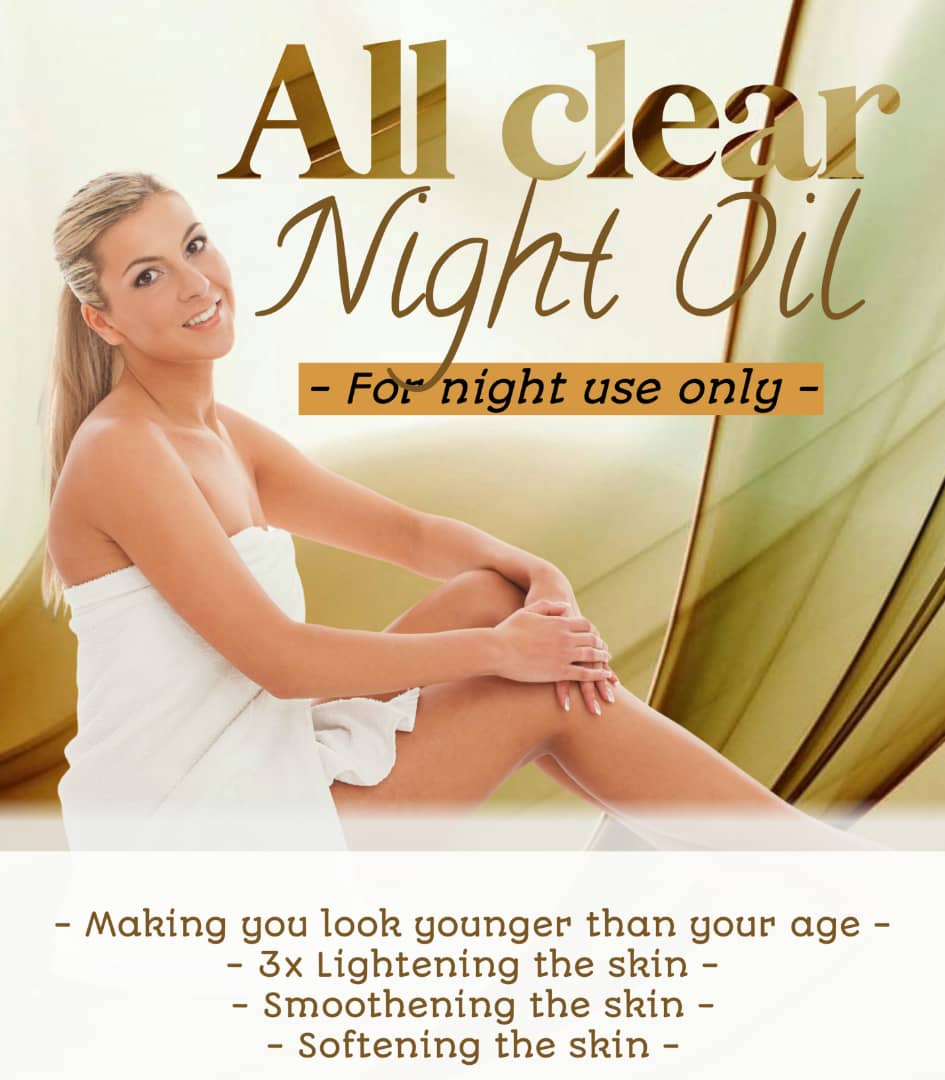 All clear
Night Oil
- For night use only -
- Making you look younger than your age -
- 3x Lightening the skin -
- Smoothening the skin -
- Softening the skin -